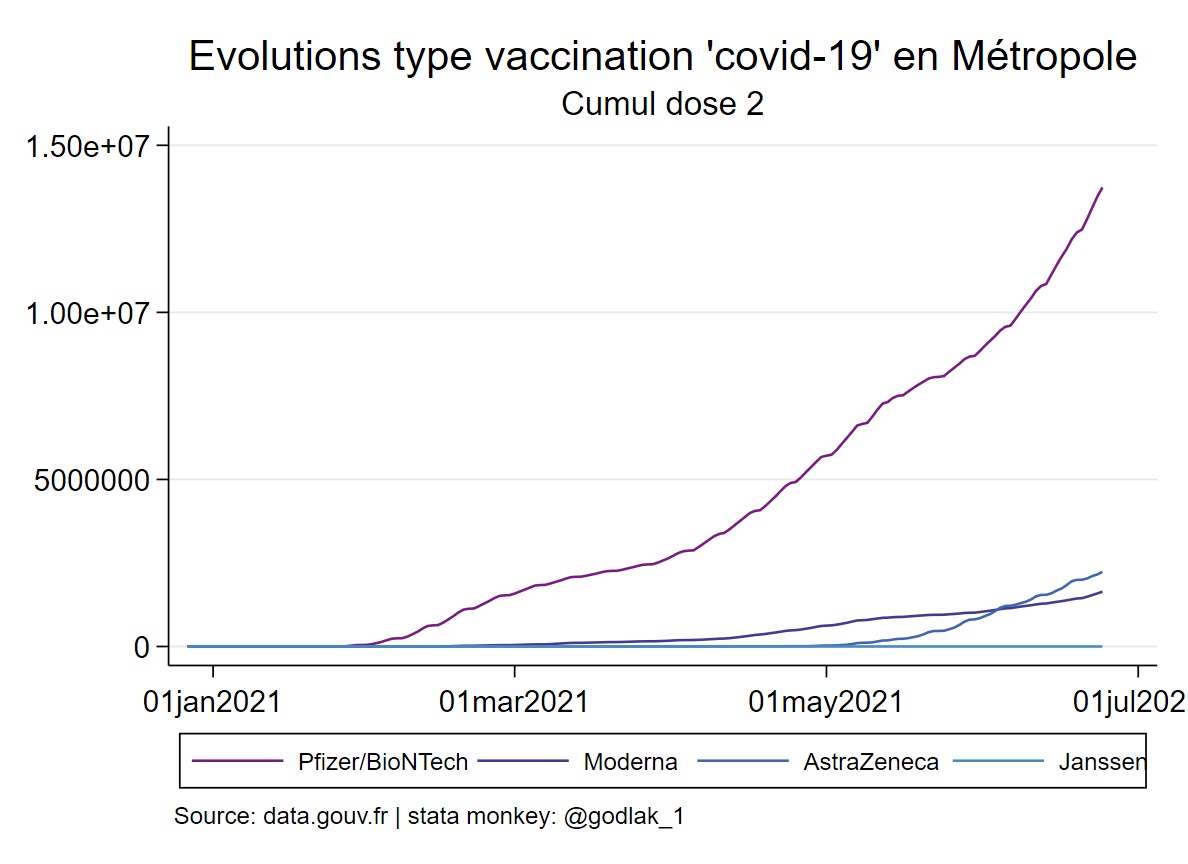 Evolutions type vaccination 'covid-19' en Métropole
Cumul dose 2
1.50e+07
1.00e+07
5000000
0
01jan2021 01mar2021 01may2021 01jul202
Pfizer/BioNTech Moderna AstraZeneca Janssen
Source: data.gouv.fr | stata monkey: @godlak_1